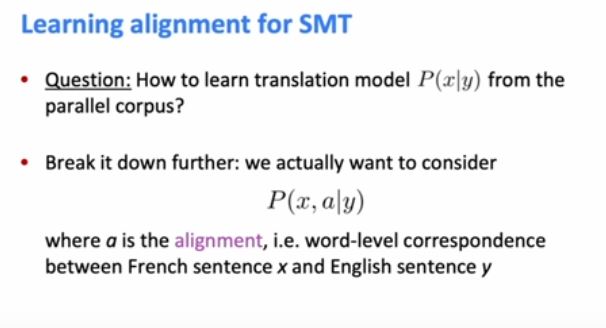 Learning alignment for SMT
• Question: How to learn translation model P(x|y) from the
parallel corpus?
• Break it down further: we actually want to consider
P(x, a|y)
where a is the alignment, i.e. word-level correspondence
between French sentence x and English sentence y